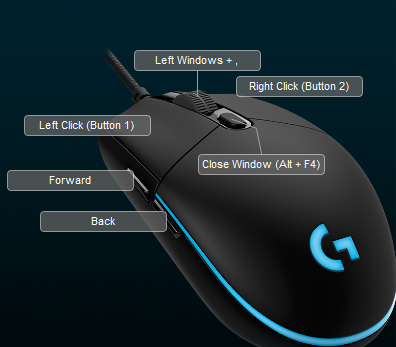 Left Windows + ,
Right Click (Button 2)
Left Click (Button 1)
Close Window (Alt + F4)
Forward
Back